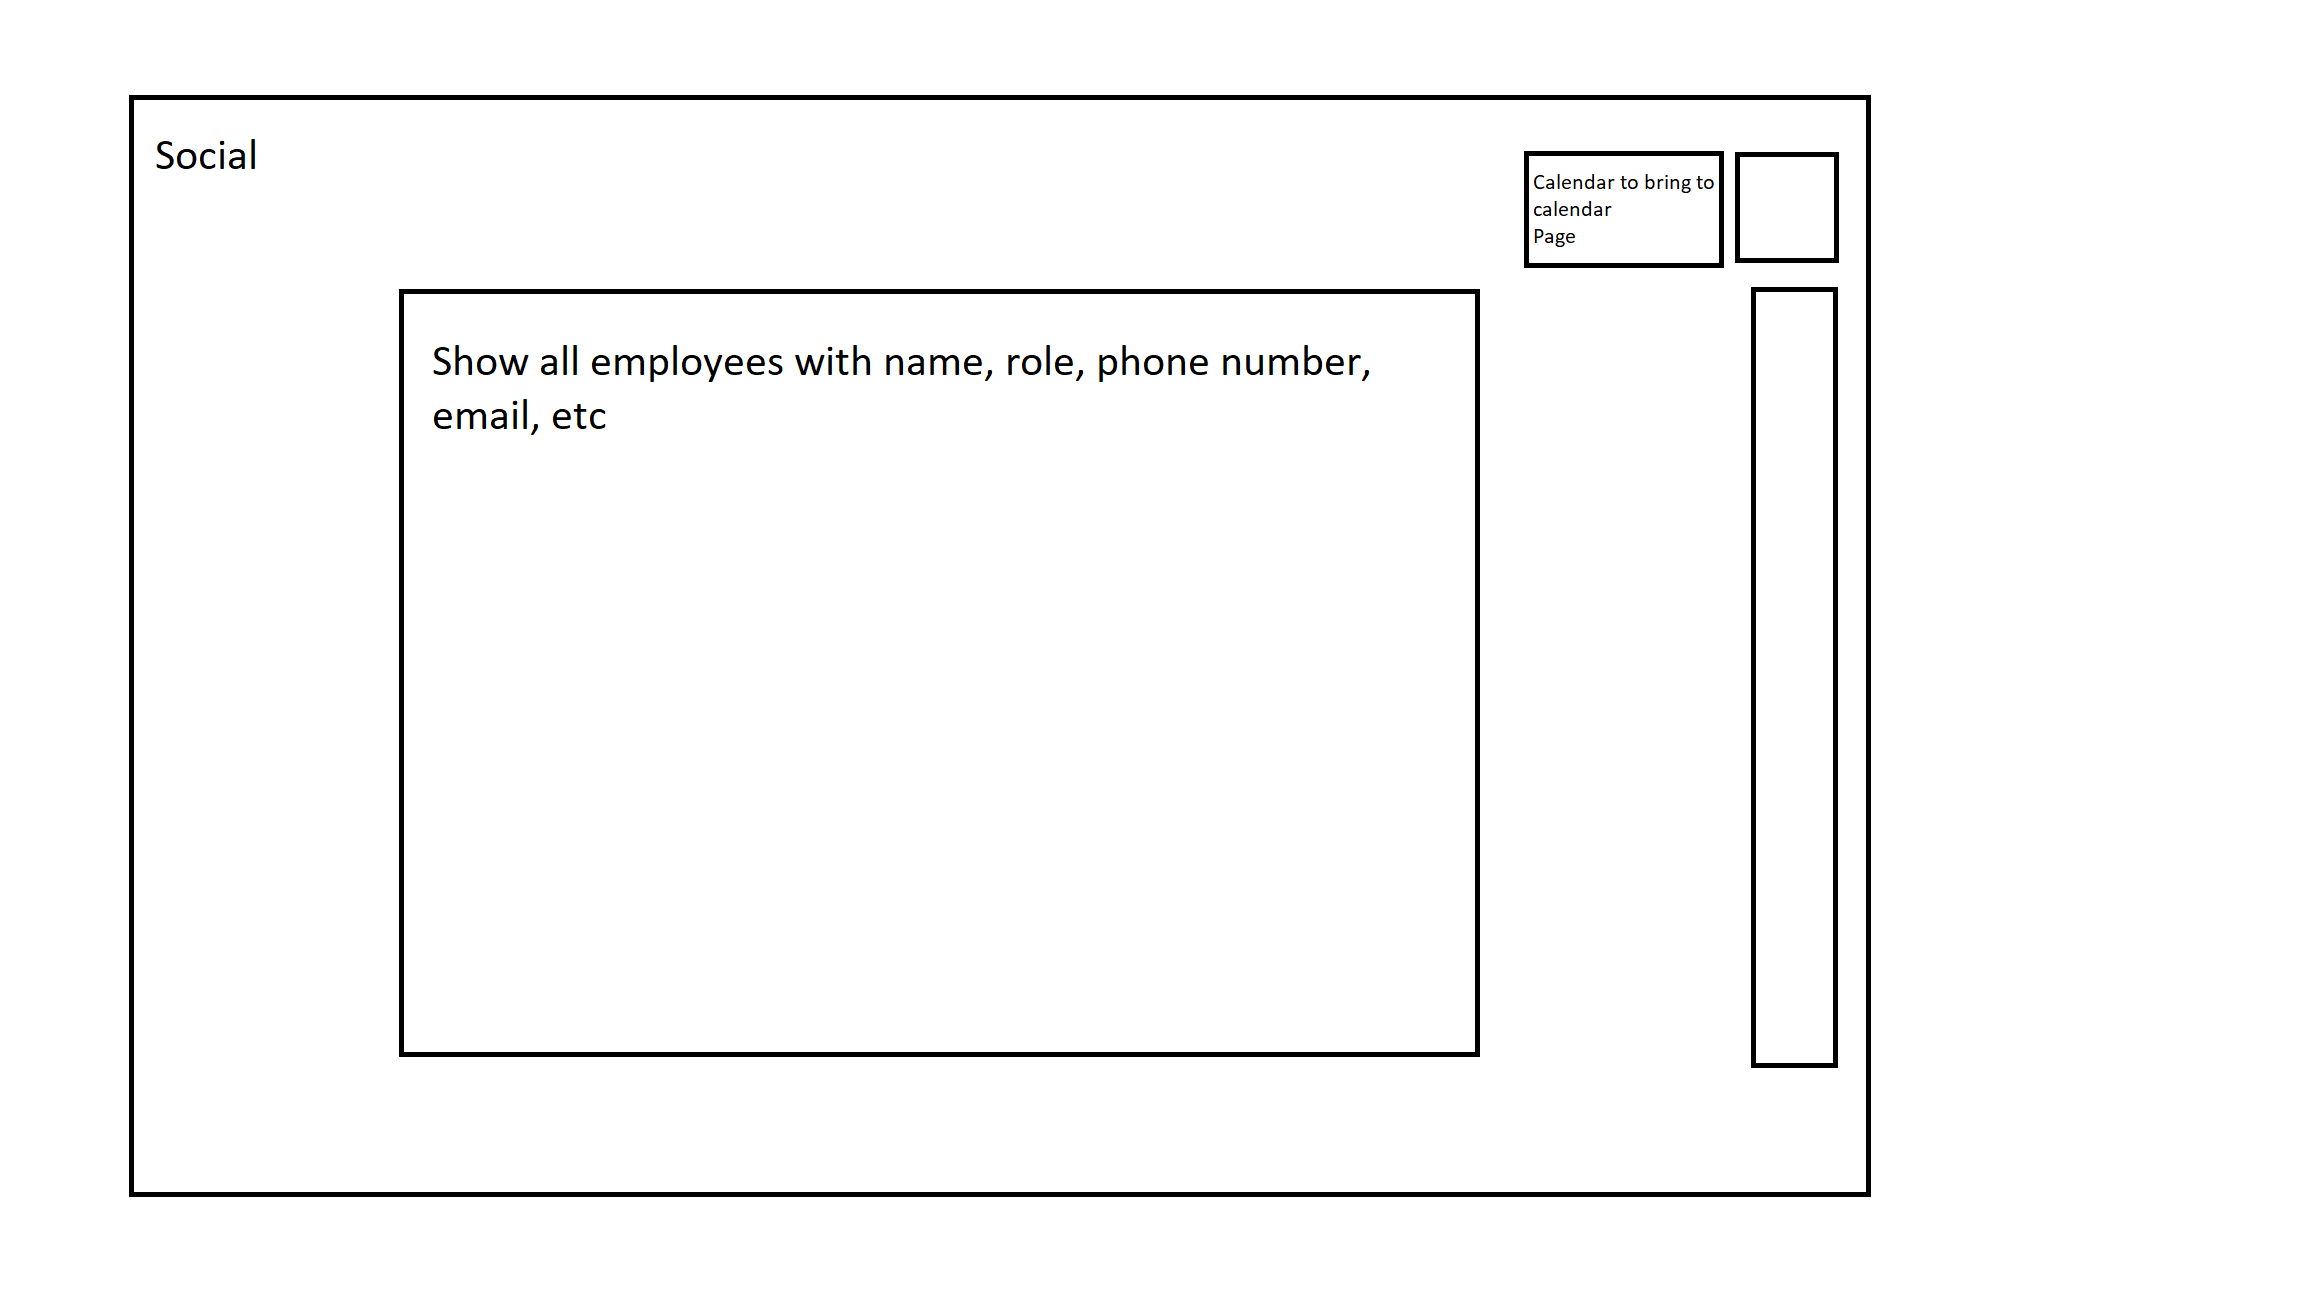 Social
Calendar to bring to
calendar
Page
Show all employees with name, role, phone number,
email, etc